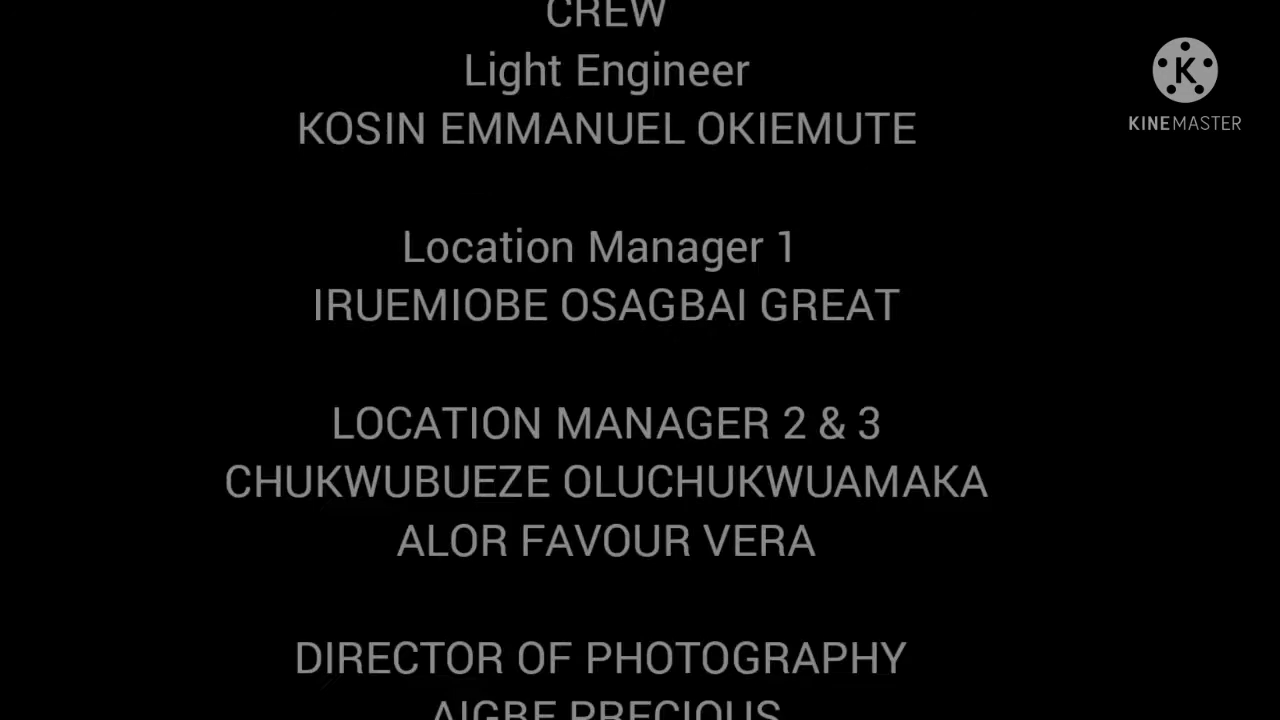 CREW
Light Engineer
KOSIN EMMANUEL OKIEMUTE
Location Manager 1
IRUEMIOBE OSAGBAI GREAT
LOCATION MANAGER 2 & 3
CHUKWUBUEZE OLUCHUKWUAMAKA
ALOR FAVOUR VERA
DIRECTOR OF PHOTOGRAPHY
PRECIOUS
K
KINEMASTER